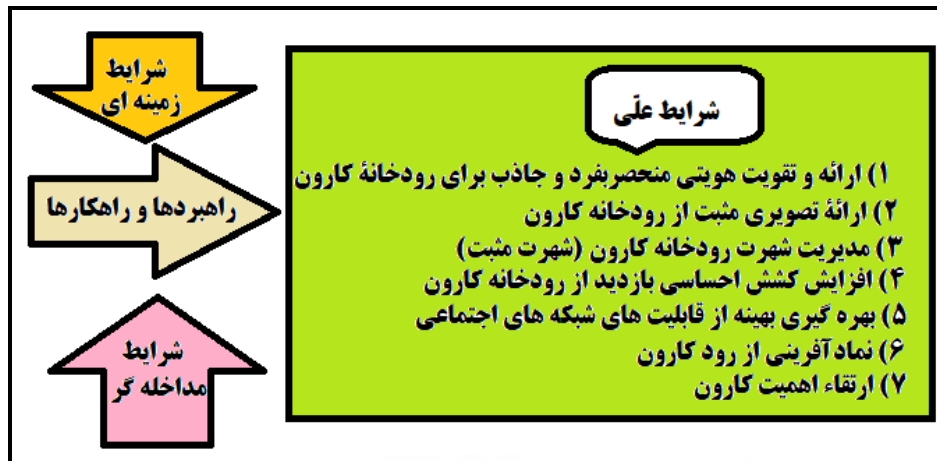 شرایط علّی
۱) ارائه و تقویت هویتی منحصربفرد و جاذب برای رودخانهٔ کارون
۲) ارائهٔ تصویری مثبت از رودخانه کارون
۳) مدیریت شهرت رودخانه کارون (شهرت مثبت)
۴) افزایش کشش احساسی بازدید از رودخانه کارون
۵) بهره گیری بهینه از قابلیت های شبکه های اجتماعی
۶) نمادآفرینی از رود کارون
۷) ارتقاء اهمیت کارون
شرایط
زمینه ای
راهبردها و راهکارها
شرایط
مداخله گر